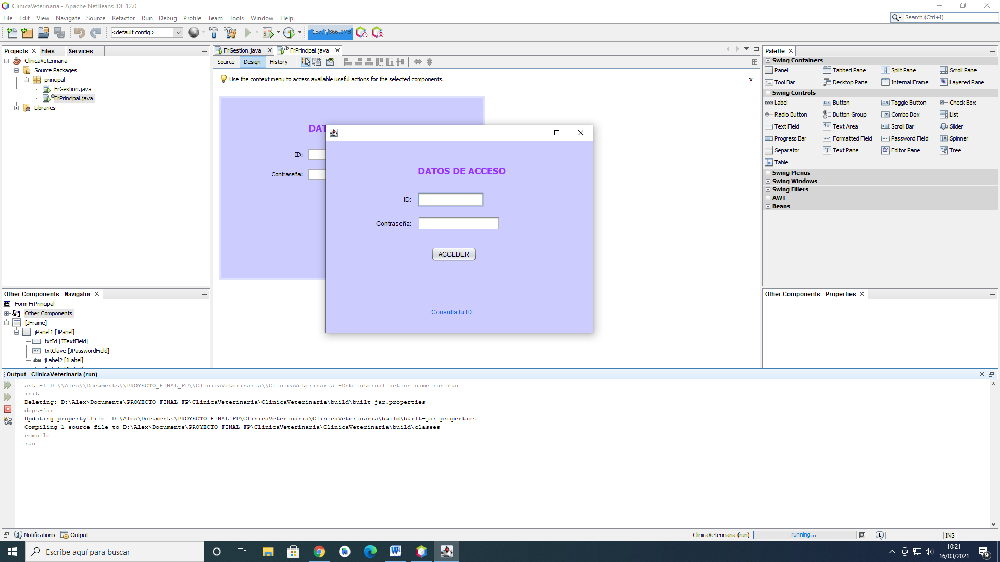 ClinicaVeterinaria - Apache NetBeans IDE 12.0
File Edit View Navigate Source Refactor Run Debug Profile Team Tools Window Help
Search (Ctrl+I)
<default config>
157,4/366,0MB
Projects Files Services
ClinicaVeterinaria
Source Packages
principal
FrGestion.java
FrPrincipal.java
Libraries
FrGestion.java FrPrincipal.java
Source Design History
Use the context menu to access available useful actions for the selected components.
x
ID:
Contraseña:
DATOS DE ACCESO
ID:
Contraseña:
ACCEDER
Consulta tu ID
Palette
Swing Containers
Panel Tabbed Pane Split Pane Scroll Pane
Tool Bar Desktop Pane Internal Frame Layered Pane
Swing Controls
label Label OK Button ON Toggle Button Check Box
Radio Button Button Group Combo Box List
Text Field Text Area Scroll Bar Slider
Progress Bar Formatted Field Password Field Spinner
Separator Text Pane Editor Pane Tree
Table
Swing Menus
Swing Windows
Swing Fillers
AWT
Beans
Other Components - Navigator
Form FrPrincipal
Other Components
[JFrame]
jPanel1 [JPanel]
txtId [JTextField]
txtClave [JPasswordField]
label jLabel2 [JLabel]
Other Components - Properties
Output - ClinicaVeterinaria (run)
ant -f D:\\Alex\\Documents\\PROYECTO_FINAL_FP\\ClinicaVeterinaria\\ClinicaVeterinaria -Dnb.internal.action.name=run run
init:
Deleting: D:\Alex\Documents\PROYECTO_FINAL_FP\ClinicaVeterinaria\ClinicaVeterinaria\build\built-jar.properties
deps-jar:
Updating property file: D:\Alex\Documents\PROYECTO_FINAL_FP\ClinicaVeterinaria\ClinicaVeterinaria\build\built-jar.properties
Compiling 1 source file to D:\Alex\Documents\PROYECTO_FINAL_FP\ClinicaVeterinaria\ClinicaVeterinaria\build\classes
compile:
run:
Notifications Output
ClinicaVeterinaria (run) running... 1 INS
Escribe aquí para buscar
10:21
16/03/2021
9